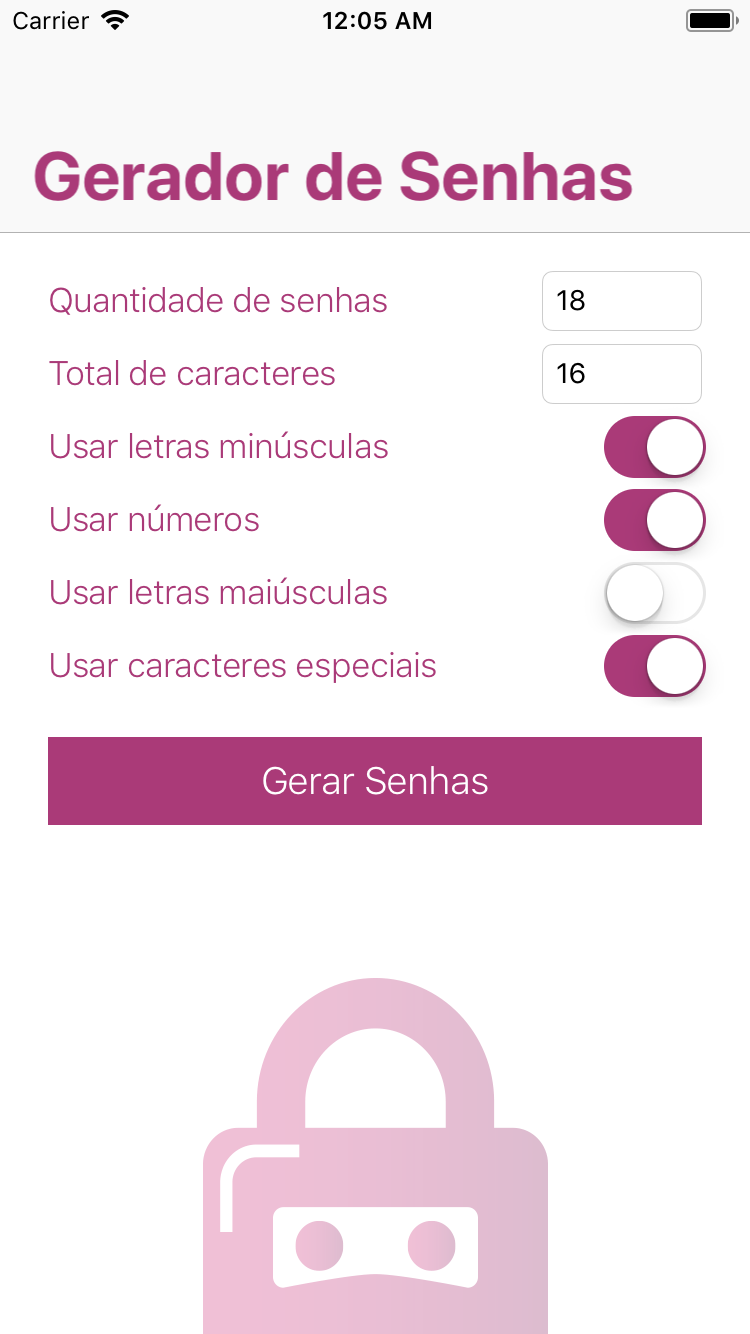 Carrier 12:05 AM
Gerador de Senhas
Quantidade de senhas 18
Total de caracteres 16
Usar letras minúsculas
Usar números
Usar letras maiúsculas
Usar caracteres especiais
Gerar Senhas